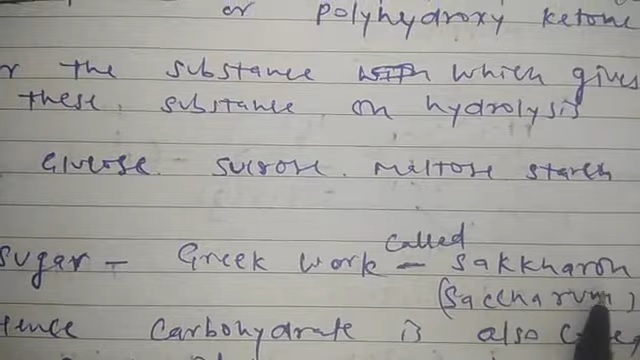 or polyhydroxy ketone
r the substance which gives
these substance on hydrolysis
Glucose. Sucrose. Maltose starch
called
sugar - Greek work - sakkharon
(saccharum)
Hence Carbohydrate is also